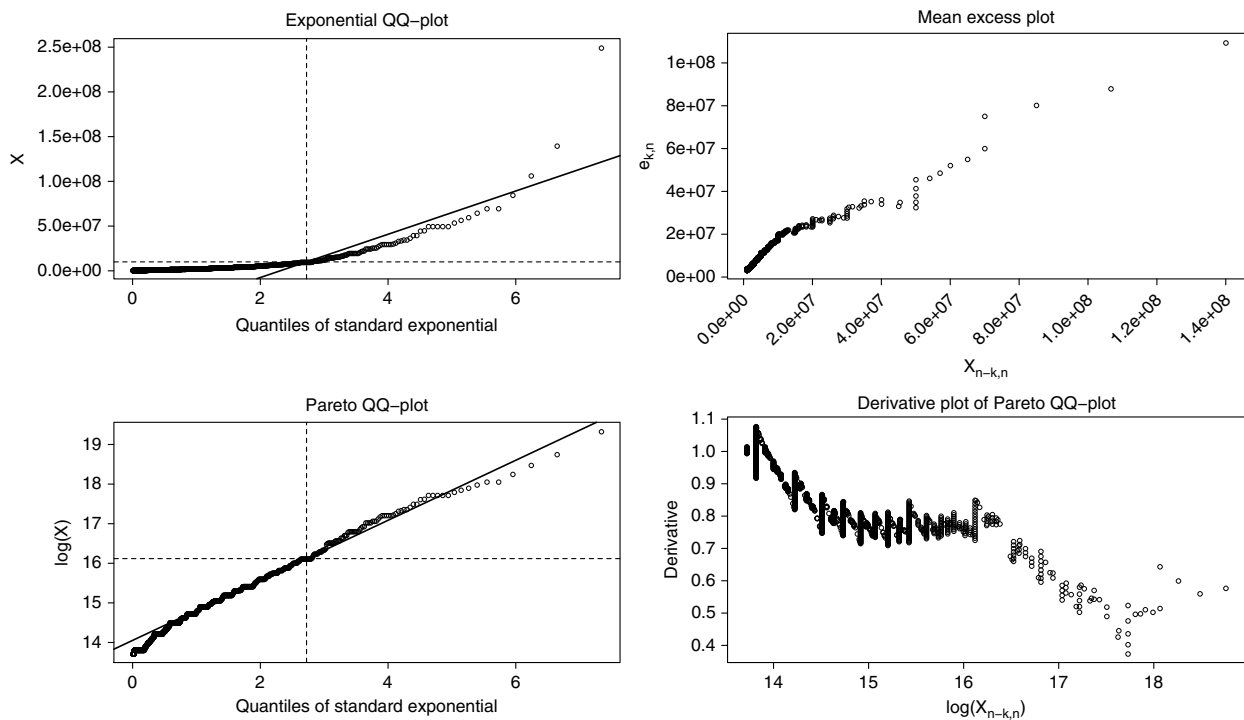 Exponential QQ−plot
X
2.5e+08
2.0e+08
1.5e+08
1.0e+08
5.0e+07
0.0e+00
0 2 4 6
Quantiles of standard exponential
Mean excess plot
e k,n
1e+08
8e+07
6e+07
4e+07
2e+07
0e+00
0.0e+00 2.0e+07 4.0e+07 6.0e+07 8.0e+07 1.0e+08 1.2e+08 1.4e+08
X n−k,n
Pareto QQ−plot
log(X)
19
18
17
16
15
14
0 2 4 6
Quantiles of standard exponential
Derivative plot of Pareto QQ−plot
Derivative
1.1
1.0
0.9
0.8
0.7
0.6
0.5
0.4
14 15 16 17 18
log(X n−k,n)